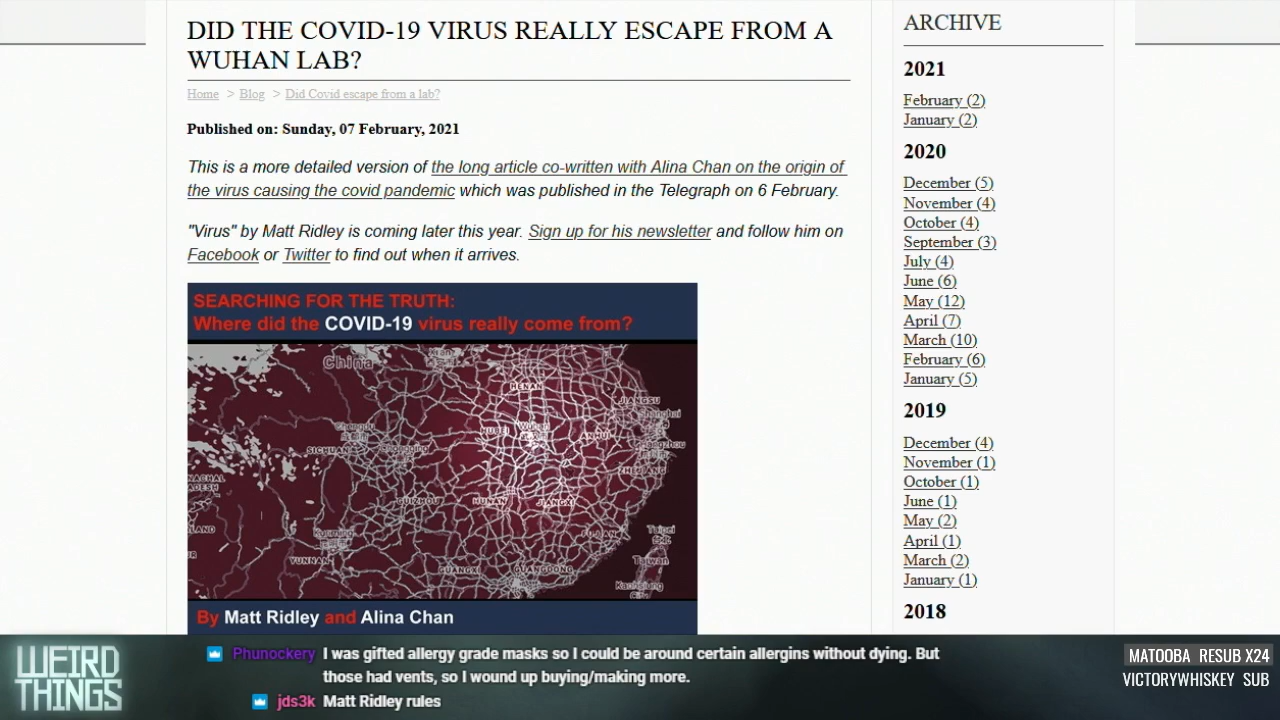 DID THE COVID-19 VIRUS REALLY ESCAPE FROM A
WUHAN LAB?
Home > Blog > Did Covid escape from a lab?
Published on: Sunday, 07 February, 2021
This is a more detailed version of the long article co-written with Alina Chan on the origin of
the virus causing the covid pandemic which was published in the Telegraph on 6 February.
"Virus" by Matt Ridley is coming later this year. Sign up for his newsletter and follow him on
Facebook or Twitter to find out when it arrives.
SEARCHING FOR THE TRUTH:
Where did the COVID-19 virus really come from?
China
HENAN
JIANGSU
Shanghai
HUBEI
Wuhan
ANHUI
Chengdu
SICHUAN
Chongqing
ZHEJIANG
GUIZHOU
HUNAN
JIANGXI
FUJIAN
Taipei
Taiwan
Kunming
YUNNAN
GUANGXI
GUANGDONG
Kaohsiung
By Matt Ridley and Alina Chan
ARCHIVE
2021
February (2)
January (2)
2020
December (5)
November (4)
October (4)
September (3)
July (4)
June (6)
May (12)
April (7)
March (10)
February (6)
January (5)
2019
December (4)
November (1)
October (1)
June (1)
May (2)
April (1)
March (2)
January (1)
2018
WEIRD
THINGS
Phunockery I was gifted allergy grade masks so I could be around certain allergins without dying. But
those had vents, so I wound up buying/making more.
jds3k Matt Ridley rules
MATOOBA RESUB X24
VICTORYWHISKEY SUB